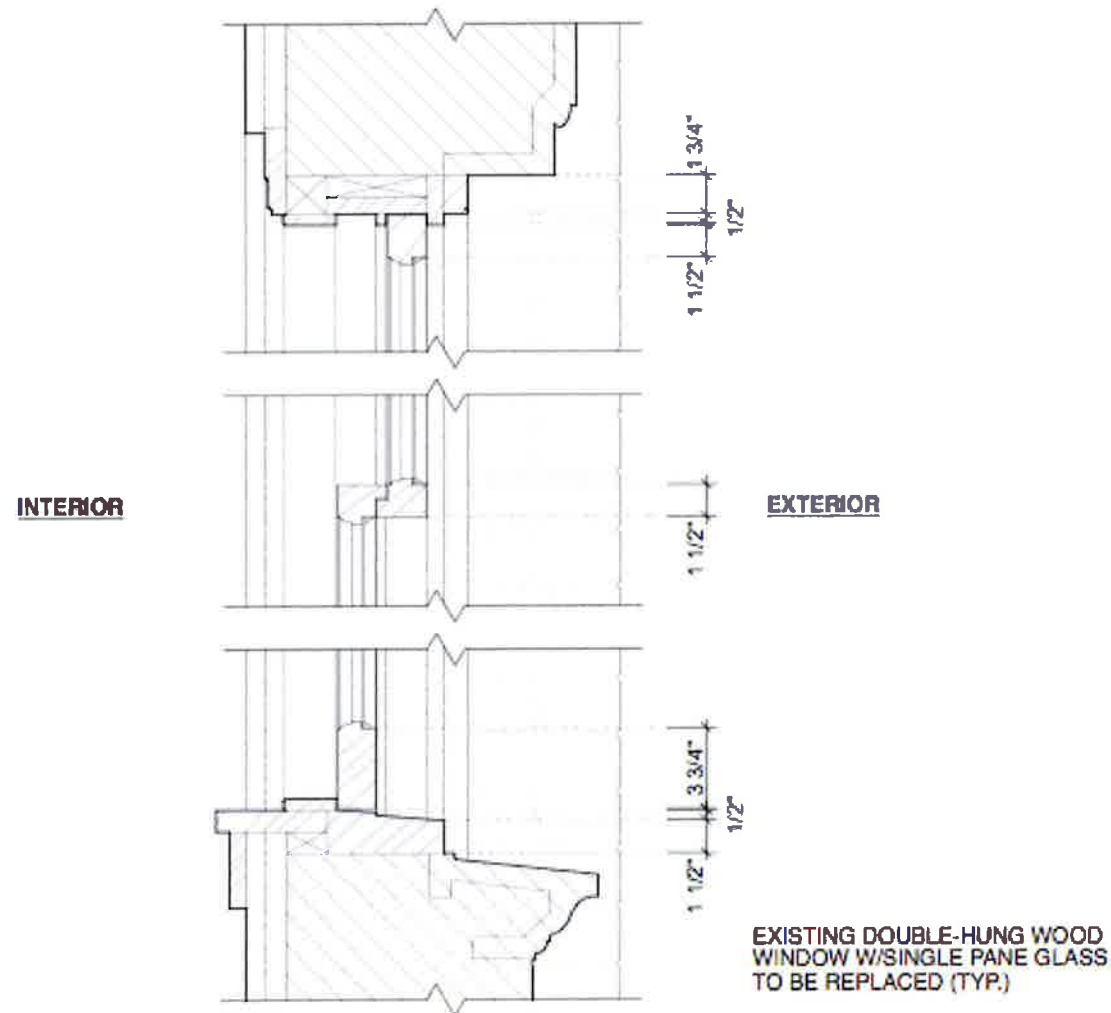 1 3/4"
1/2"
1 1/2"
INTERIOR
EXTERIOR
1 1/2"
3 3/4"
1/2"
1 1/2"
EXISTING DOUBLE-HUNG WOOD
WINDOW W/SINGLE PANE GLASS
TO BE REPLACED (TYP.)